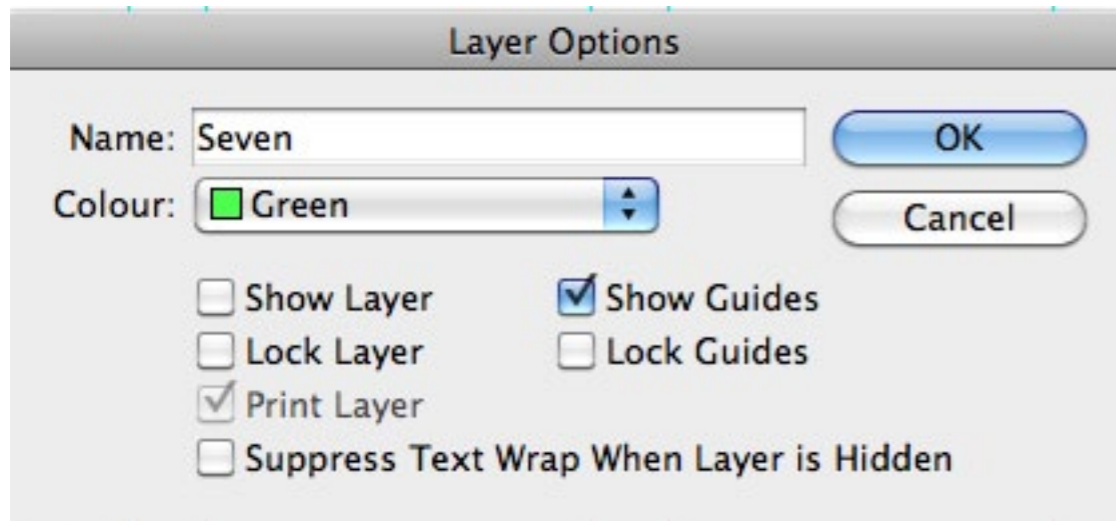 Layer Options
Name: Seven
OK
Colour: Green
Cancel
Show Layer
Show Guides
Lock Layer
Lock Guides
Print Layer
Suppress Text Wrap When Layer is Hidden